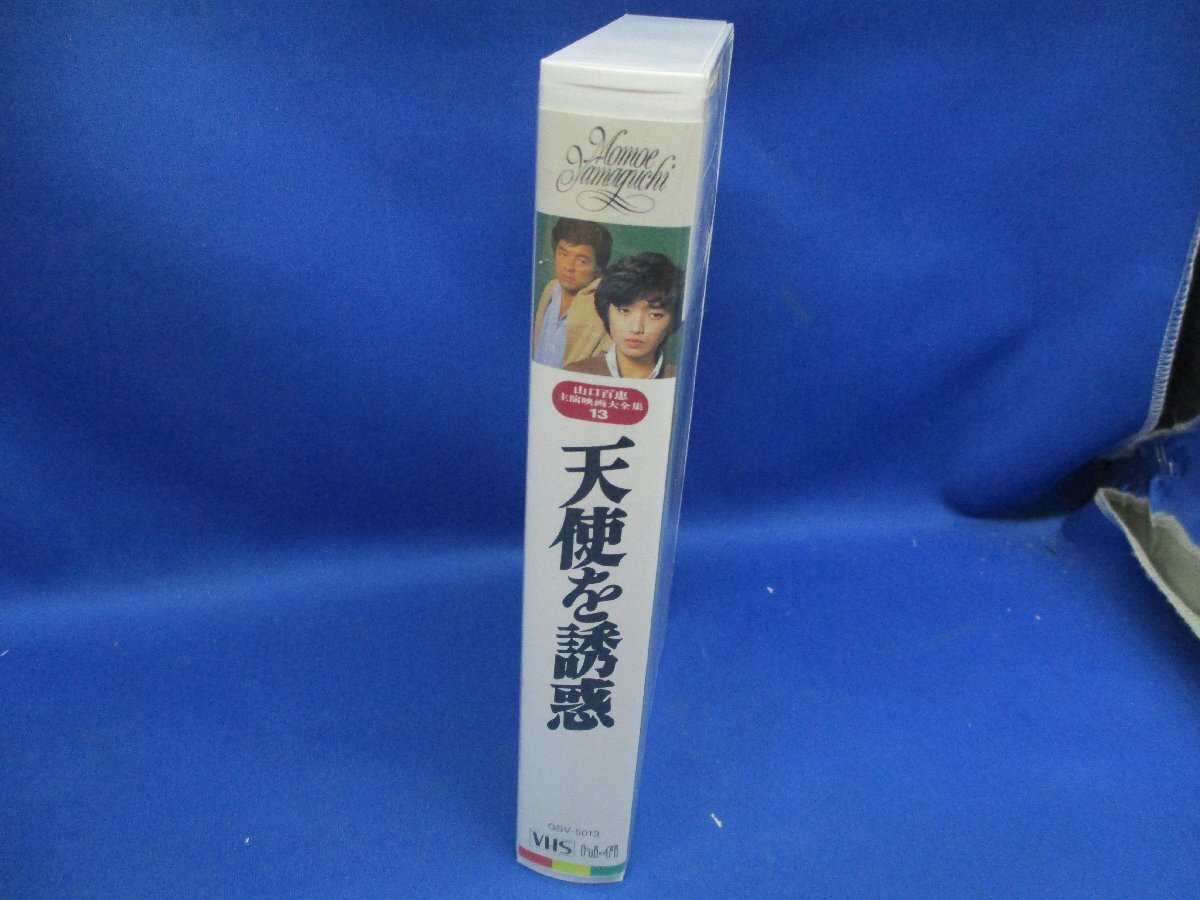 Momoe
Yamaguchi
山口百恵
主演映画大全集
13
天使を誘惑
GSV-5013
VHS hi-fi